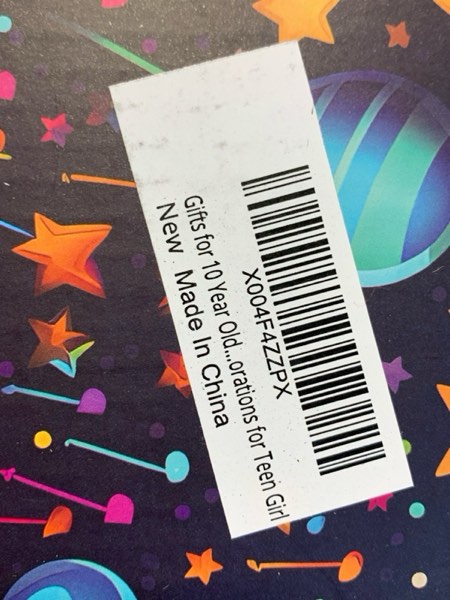 X004F4ZZPX
Gifts for 10 Year Old...orations for Teen Girl
New Made In China